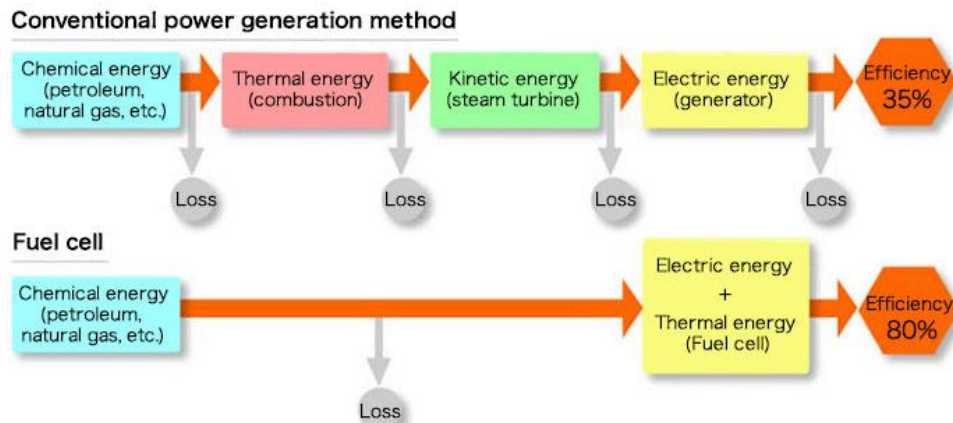 Conventional power generation method
Chemical energy
(petroleum,
natural gas, etc.)
Thermal energy
(combustion)
Kinetic energy
(steam turbine)
Electric energy
(generator)
Efficiency
35%
Loss
Loss
Loss
Loss
Fuel cell
Chemical energy
(petroleum,
natural gas, etc.)
Electric energy
+
Thermal energy
(Fuel cell)
Efficiency
80%
Loss